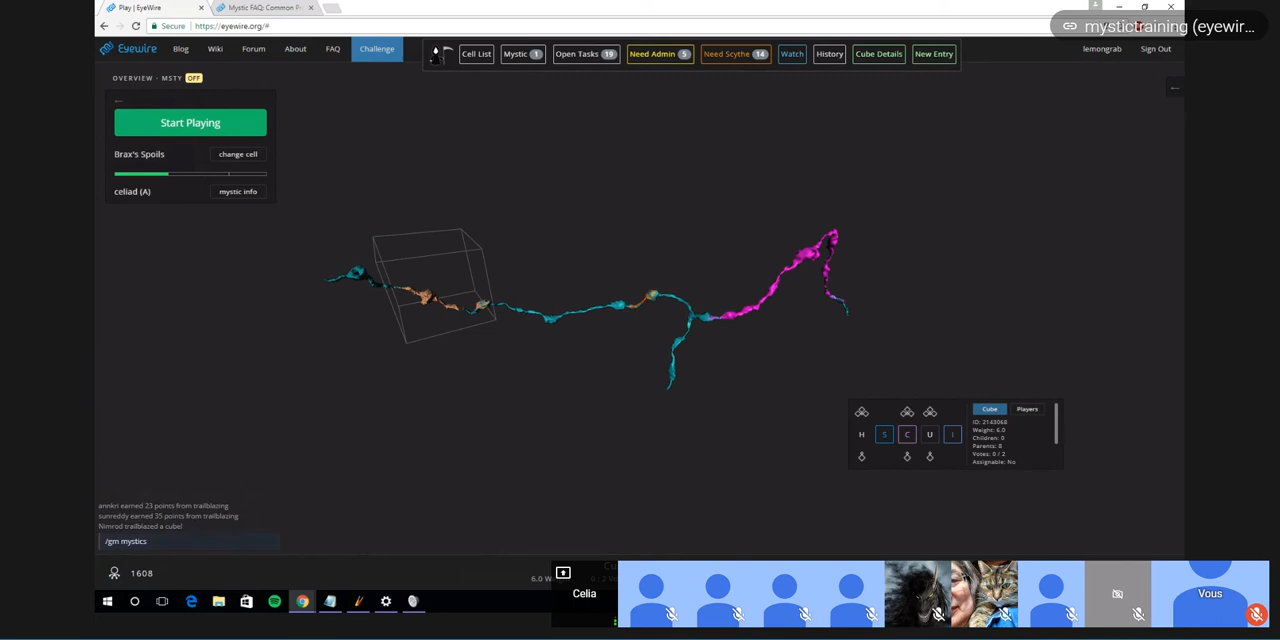 Play | EyeWire
Mystic FAQ: Common P
Secure https://eyewire.org/#
mystictraining (eyewir...
Eyewire Blog Wiki Forum About FAQ Challenge
Cell List Mystic 1 Open Tasks 19 Need Admin 5 Need Scythe 14 Watch History Cube Details New Entry
lemongrab Sign Out
OVERVIEW - MSTY OFF
Start Playing
Brax's Spoils change cell
celiad (A) mystic info
Cube Players
H S C U I
ID: 2143068
Weight: 6.0
Children: 0
Parents: 0
Votes: 0 / 2
Assignable: No
annkri earned 23 points from trailblazing
sunreddy earned 35 points from trailblazing
Nimrod trailblazed a cube!
/gm mystics
1608
Celia
Vous